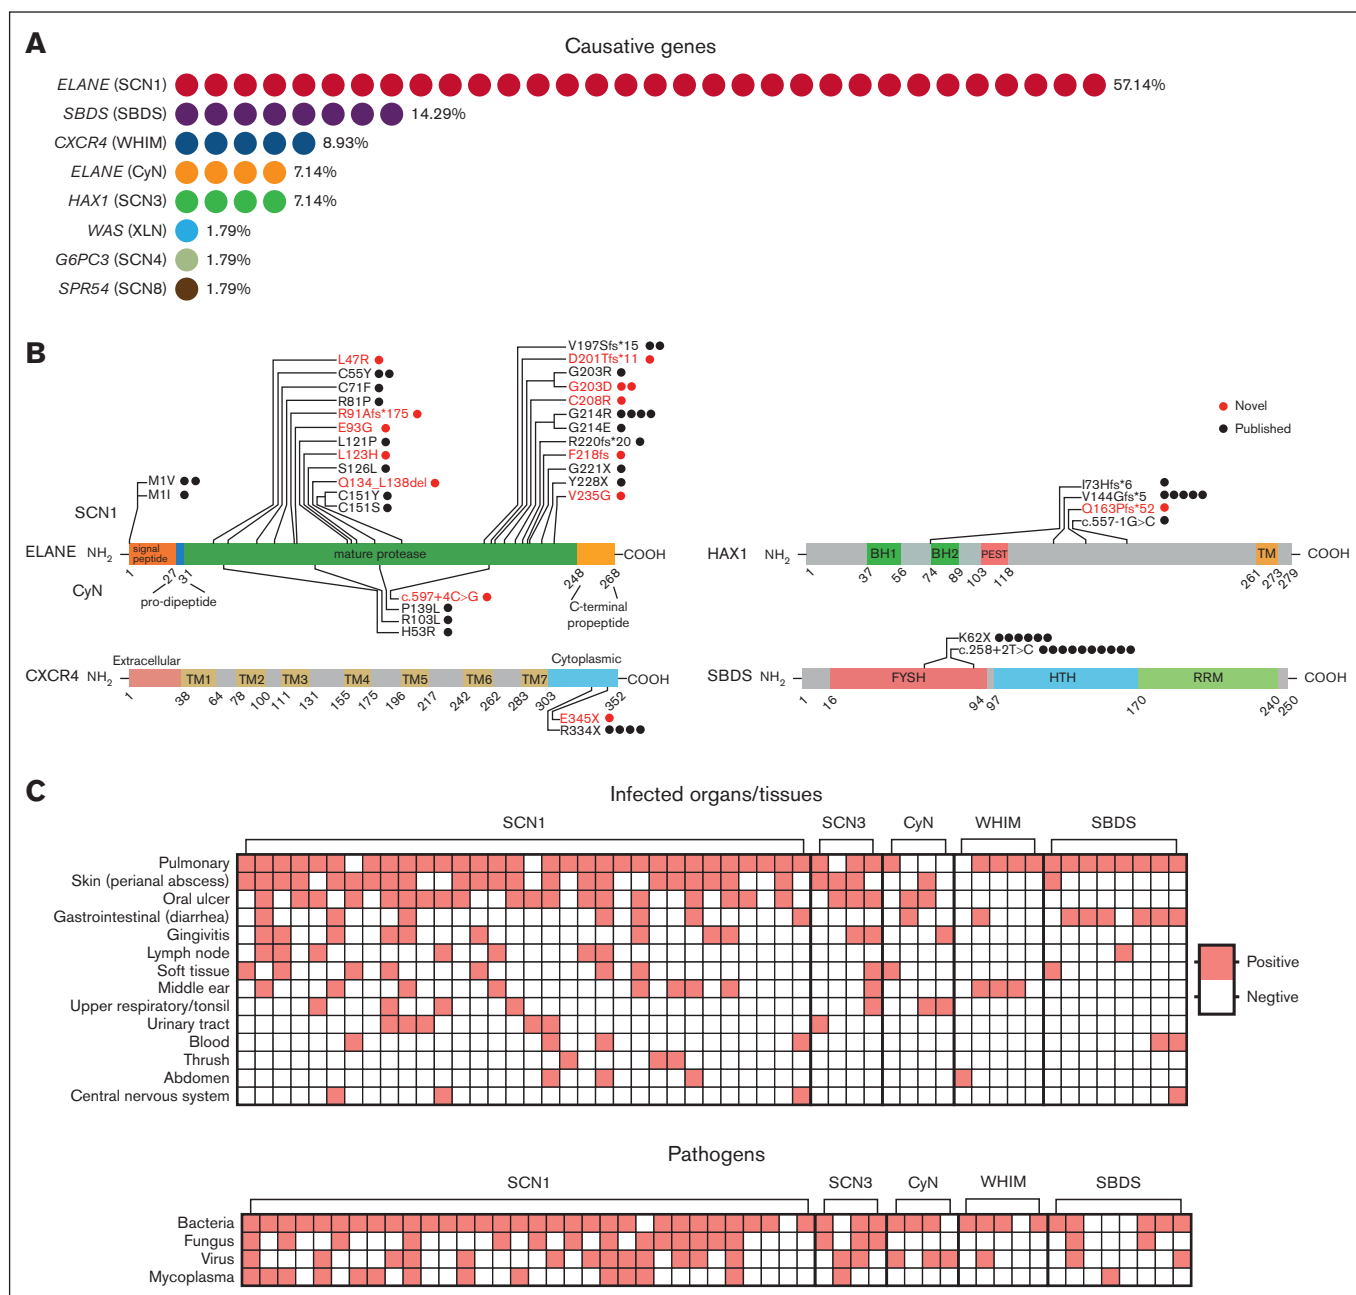 A
Causative genes
ELANE (SCN1) 57.14%
SBDS (SBDS) 14.29%
CXCR4 (WHIM) 8.93%
ELANE (CyN) 7.14%
HAX1 (SCN3) 7.14%
WAS (XLN) 1.79%
G6PC3 (SCN4) 1.79%
SPR54 (SCN8) 1.79%
B
SCN1
M1V
M1I
L47R
C55Y
C71F
R81P
R91Afs*175
E93G
L121P
L123H
S126L
Q134_L138del
C151Y
C151S
V197Sfs*15
D201Tfs*11
G203R
G203D
C208R
G214R
G214E
R220fs*20
F218fs
G221X
Y228X
V235G
ELANE NH2 signal peptide mature protease COOH
1 27 31 248 268
CyN
pro-dipeptide
C-terminal
propeptide
c.597+4C>G
P139L
R103L
H53R
Novel
Published
I73Hfs*6
V144Gfs*5
Q163Pfs*52
c.557-1G>C
HAX1 NH2 BH1 BH2 PEST TM COOH
1 37 56 74 89 103 118 261 273 279
Extracellular Cytoplasmic
CXCR4 NH2 TM1 TM2 TM3 TM4 TM5 TM6 TM7 COOH
1 38 64 78 100 111 131 155 175 196 217 242 262 283 303 352
E345X
R334X
K62X
c.258+2T>C
SBDS NH2 FYSH HTH RRM COOH
1 16 94 97 170 240 250
C
Infected organs/tissues
SCN1 SCN3 CyN WHIM SBDS
Pulmonary
Skin (perianal abscess)
Oral ulcer
Gastrointestinal (diarrhea)
Gingivitis
Lymph node
Soft tissue
Middle ear
Upper respiratory/tonsil
Urinary tract
Blood
Thrush
Abdomen
Central nervous system
Positive
Negtive
Pathogens
SCN1 SCN3 CyN WHIM SBDS
Bacteria
Fungus
Virus
Mycoplasma